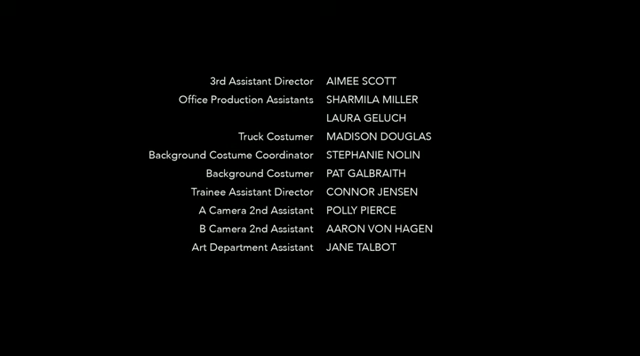 3rd Assistant Director AIMEE SCOTT
Office Production Assistants SHARMILA MILLER
LAURA GELUCH
Truck Costumer MADISON DOUGLAS
Background Costume Coordinator STEPHANIE NOLIN
Background Costumer PAT GALBRAITH
Trainee Assistant Director CONNOR JENSEN
A Camera 2nd Assistant POLLY PIERCE
B Camera 2nd Assistant AARON VON HAGEN
Art Department Assistant JANE TALBOT